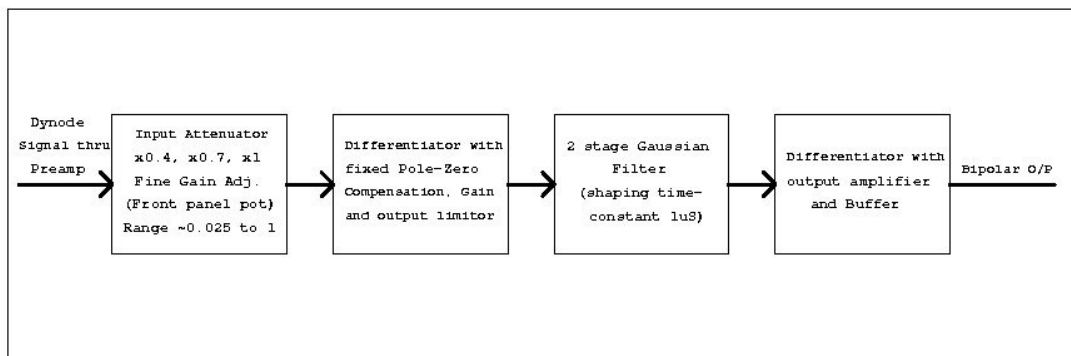 Dynode
Signal thru
Preamp
Input Attenuator
x0.4, x0.7, x1
Fine Gain Adj.
(Front panel pot)
Range ~0.025 to 1
Differentiator with
fixed Pole-Zero
Compensation, Gain
and output limitor
2 stage Gaussian
Filter
(shaping time-
constant 1uS)
Differentiator with
output amplifier
and Buffer
Bipolar O/P